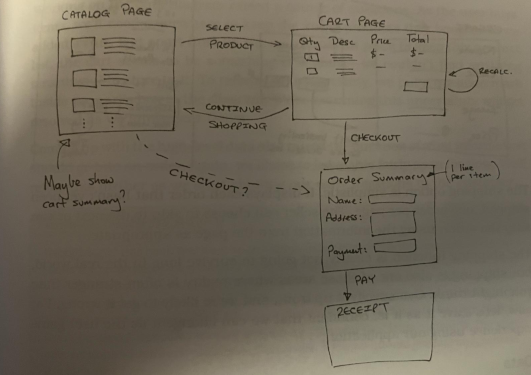 CATALOG PAGE
SELECT
PRODUCT
CART PAGE
Qty Desc Price Total
1 $- $-
- -
RECALC.
CONTINUE
SHOPPING
CHECKOUT
Maybe show
cart summary?
CHECKOUT?
Order Summary
(1 line
per item)
Name:
Address:
Payment:
PAY
RECEIPT